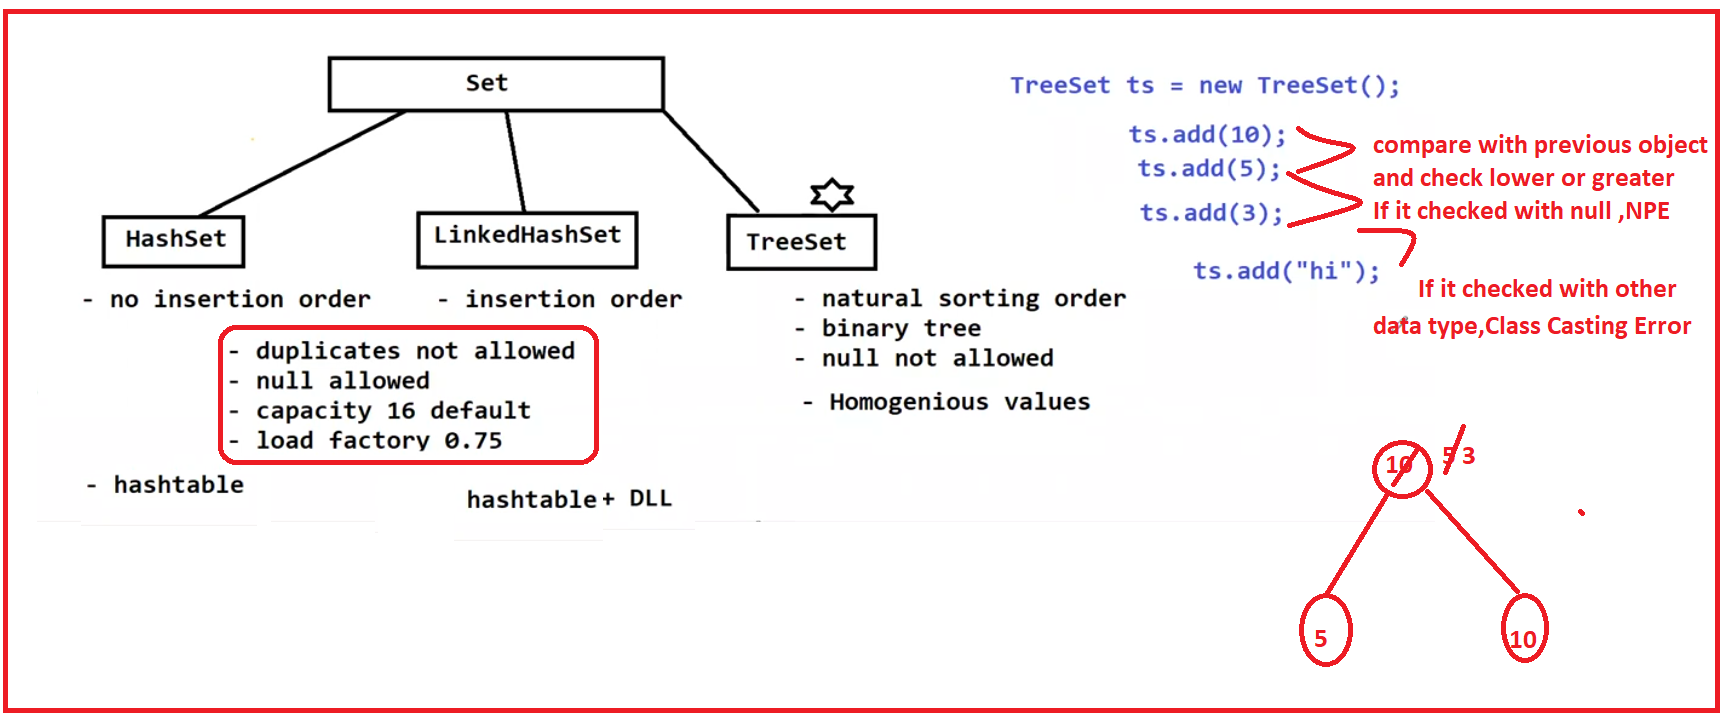 Set
HashSet
LinkedHashSet
TreeSet
- no insertion order
- insertion order
- duplicates not allowed
- null allowed
- capacity 16 default
- load factory 0.75
- hashtable
hashtable + DLL
- natural sorting order
- binary tree
- null not allowed
- Homogenious values
TreeSet ts = new TreeSet();
ts.add(10);
ts.add(5);
ts.add(3);
ts.add("hi");
compare with previous object
and check lower or greater
If it checked with null ,NPE
If it checked with other
data type,Class Casting Error
10 5 3
5
10